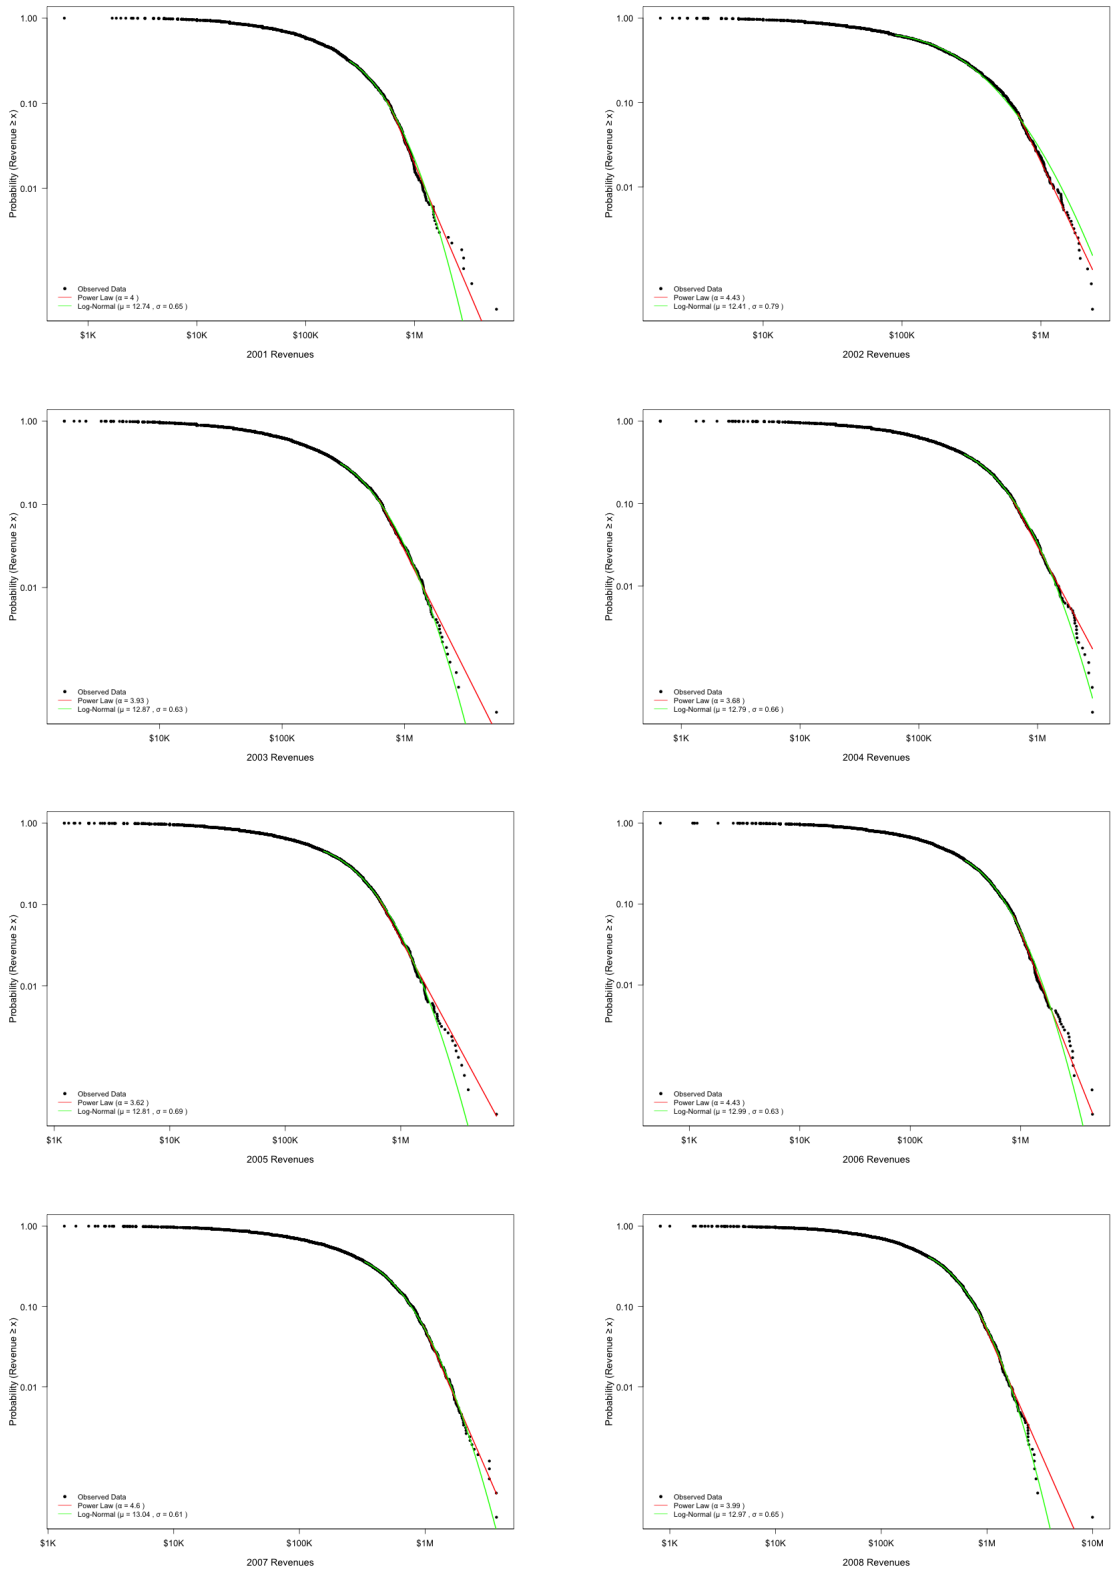 1.00
0.10
0.01
Probability (Revenue ≥ x)
Observed Data
Power Law (α = 4 )
Log-Normal (μ = 12.74 , σ = 0.65 )
$1K $10K $100K $1M
2001 Revenues
1.00
0.10
0.01
Probability (Revenue ≥ x)
Observed Data
Power Law (α = 4.43 )
Log-Normal (μ = 12.41 , σ = 0.79 )
$10K $100K $1M
2002 Revenues
1.00
0.10
0.01
Probability (Revenue ≥ x)
Observed Data
Power Law (α = 3.93 )
Log-Normal (μ = 12.87 , σ = 0.63 )
$10K $100K $1M
2003 Revenues
1.00
0.10
0.01
Probability (Revenue ≥ x)
Observed Data
Power Law (α = 3.68 )
Log-Normal (μ = 12.79 , σ = 0.66 )
$1K $10K $100K $1M
2004 Revenues
1.00
0.10
0.01
Probability (Revenue ≥ x)
Observed Data
Power Law (α = 3.62 )
Log-Normal (μ = 12.81 , σ = 0.69 )
$1K $10K $100K $1M
2005 Revenues
1.00
0.10
0.01
Probability (Revenue ≥ x)
Observed Data
Power Law (α = 4.43 )
Log-Normal (μ = 12.99 , σ = 0.63 )
$1K $10K $100K $1M
2006 Revenues
1.00
0.10
0.01
Probability (Revenue ≥ x)
Observed Data
Power Law (α = 4.6 )
Log-Normal (μ = 13.04 , σ = 0.61 )
$1K $10K $100K $1M
2007 Revenues
1.00
0.10
0.01
Probability (Revenue ≥ x)
Observed Data
Power Law (α = 3.99 )
Log-Normal (μ = 12.97 , σ = 0.65 )
$1K $10K $100K $1M $10M
2008 Revenues